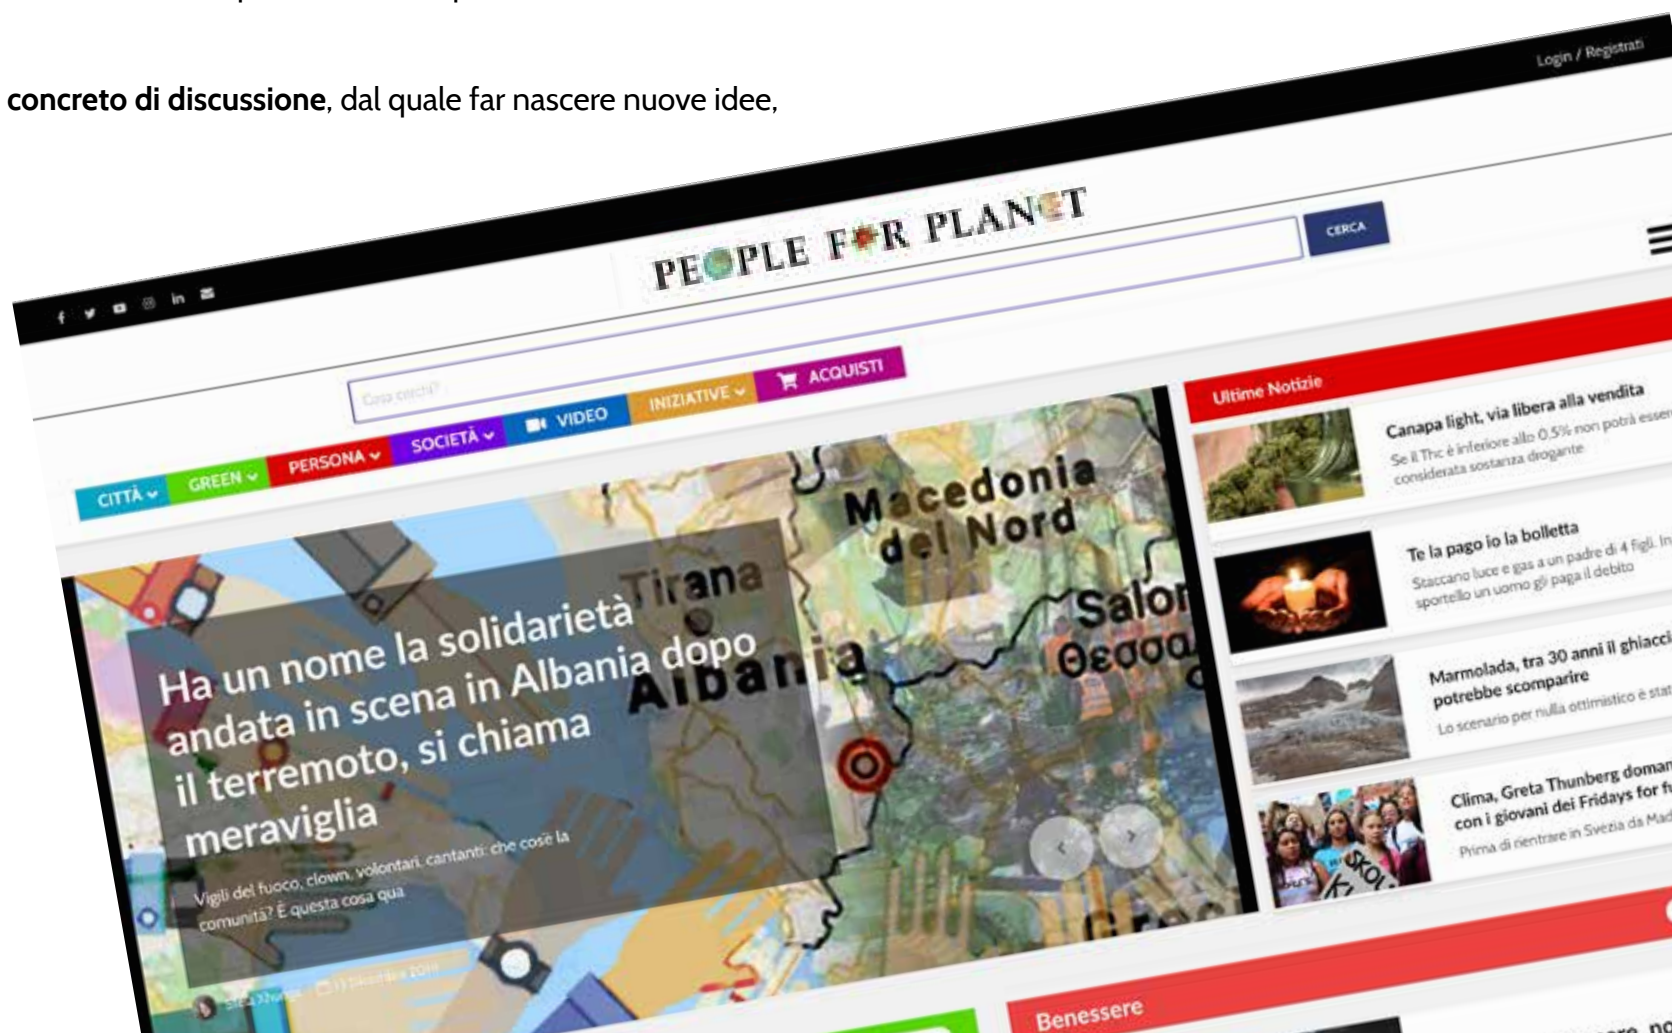 concreto di discussione, dal quale far nascere nuove idee,
Login / Registrati
PEOPLE FOR PLANET
Cosa cerchi?
CERCA
CITTÀ
GREEN
PERSONA
SOCIETÀ
VIDEO
INIZIATIVE
ACQUISTI
Macedonia
del Nord
Tirana
Albania
Salon
Θεσσα
Ha un nome la solidarietà
andata in scena in Albania dopo
il terremoto, si chiama
meraviglia
Vigili del fuoco, clown, volontari, cantanti: che cos'è la
comunità? È questa cosa qua
Ultime Notizie
Canapa light, via libera alla vendita
Se il Thc è inferiore allo 0,5% non potrà esser
considerata sostanza drogante
Te la pago io la bolletta
Staccano luce e gas a un padre di 4 figli. In
sportello un uomo gli paga il debito
Marmolada, tra 30 anni il ghiacci
potrebbe scomparire
Lo scenario per nulla ottimistico è stat
Clima, Greta Thunberg doman
con i giovani dei Fridays for fu
Prima di rientrare in Svezia da Mad
Benessere